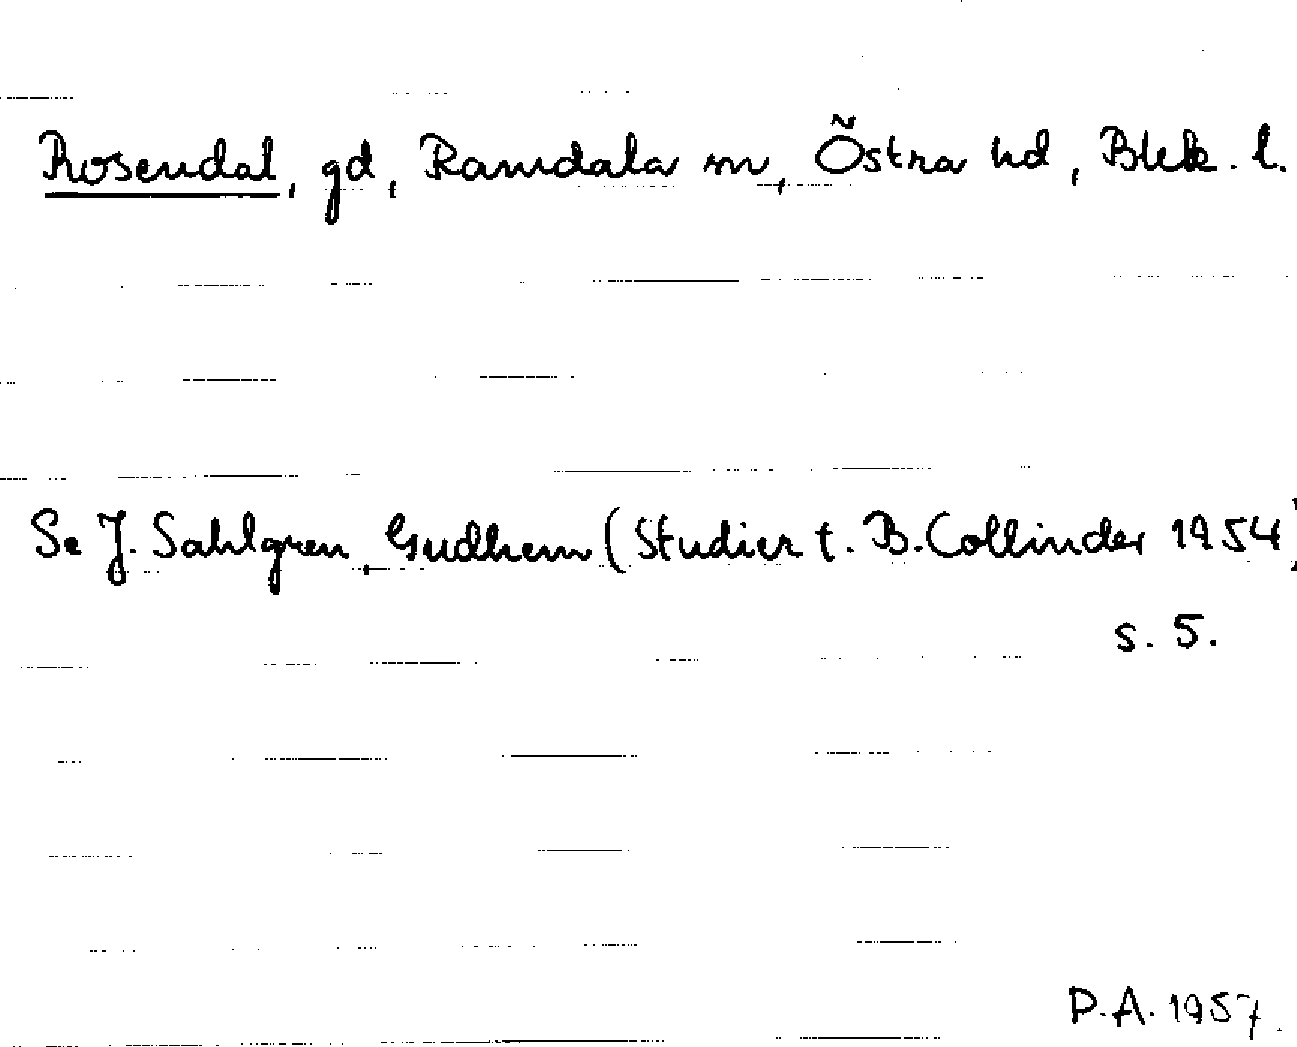 Rosendal, gd, Ramdala sn, Östra hd, Blek. l.
Se J. Sahlgren, Gudhem (Studier t. B. Collinder 1954)
s. 5.
P.A. 1957.